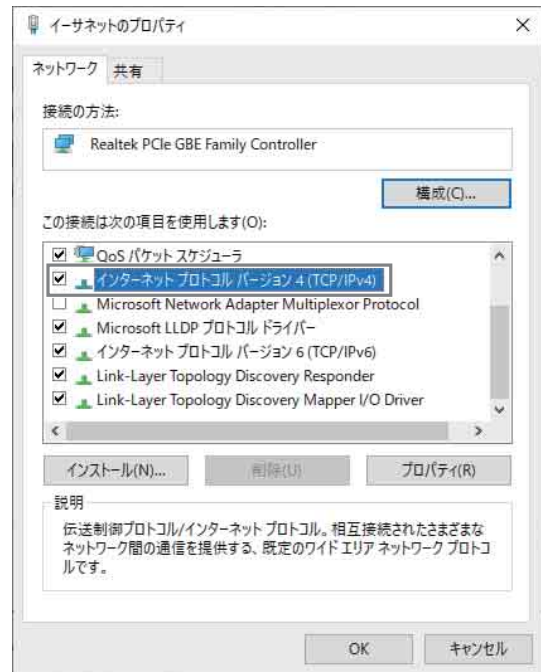 イーサネットのプロパティ
ネットワーク 共有
接続の方法:
Realtek PCIe GBE Family Controller
構成(C)...
この接続は次の項目を使用します(O):
QoS パケット スケジューラ
インターネット プロトコル バージョン 4 (TCP/IPv4)
Microsoft Network Adapter Multiplexor Protocol
Microsoft LLDP プロトコル ドライバー
インターネット プロトコル バージョン 6 (TCP/IPv6)
Link-Layer Topology Discovery Responder
Link-Layer Topology Discovery Mapper I/O Driver
インストール(N)... 削除(U) プロパティ(R)
説明
伝送制御プロトコル/インターネット プロトコル。相互接続されたさまざまな
ネットワーク間の通信を提供する、既定のワイド エリア ネットワーク プロトコ
ルです。
OK キャンセル